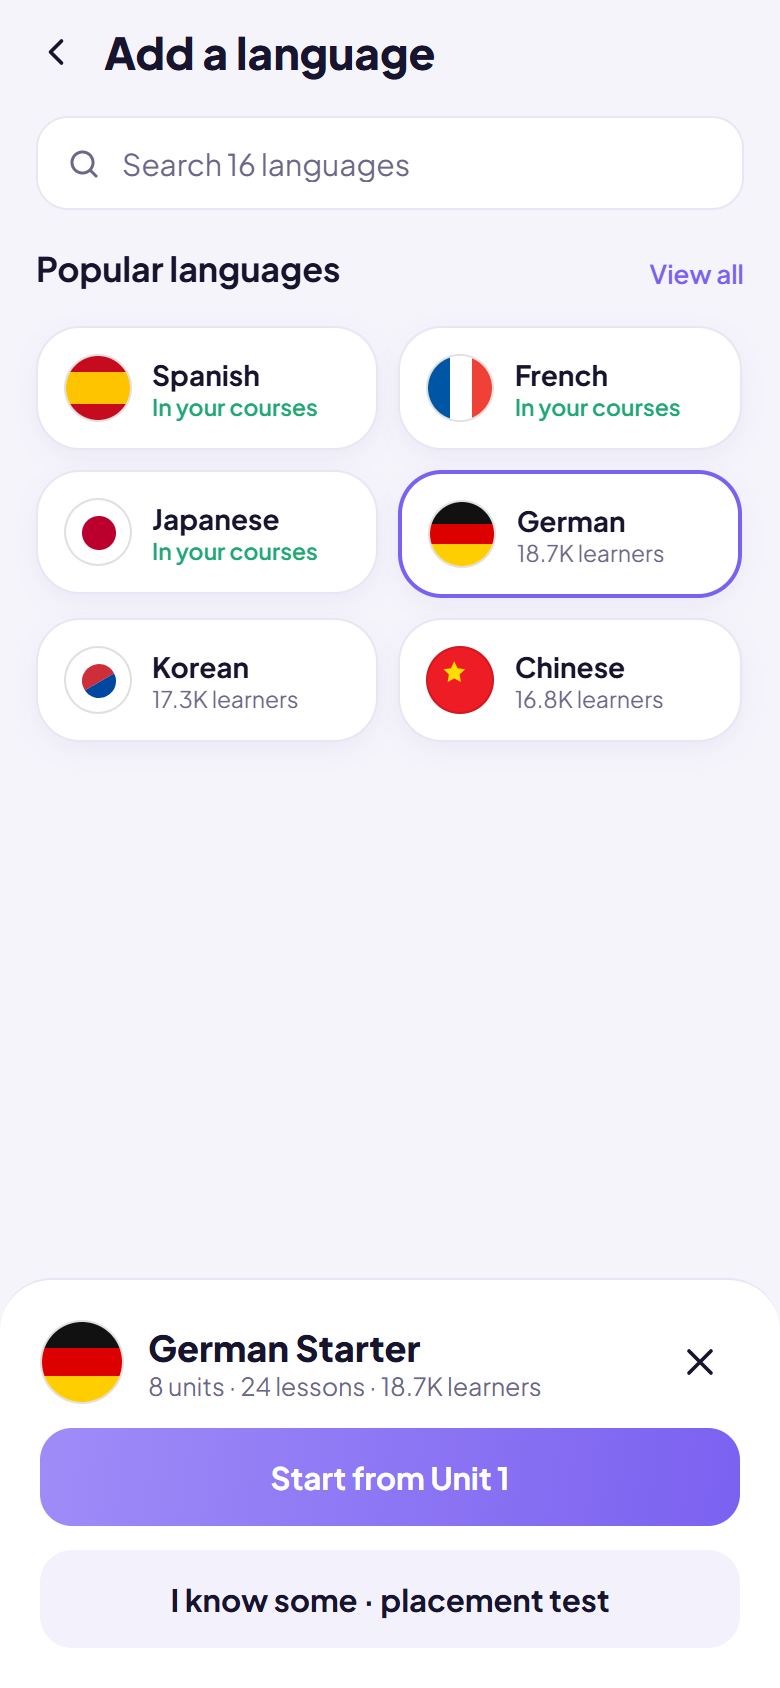 Add a language
Search 16 languages
Popular languages
View all
Spanish
In your courses
French
In your courses
Japanese
In your courses
German
18.7K learners
Korean
17.3K learners
Chinese
16.8K learners
German Starter
8 units · 24 lessons · 18.7K learners
Start from Unit 1
I know some · placement test